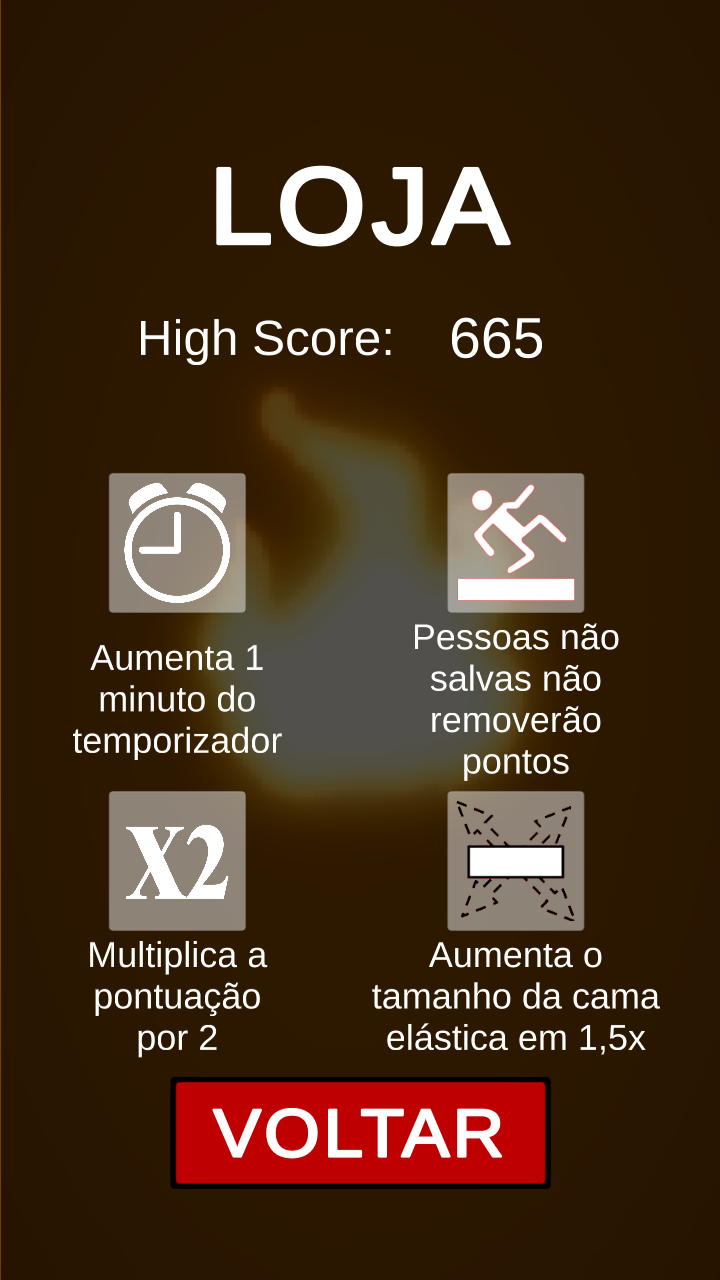 LOJA
High Score: 665
Aumenta 1
minuto do
temporizador
Pessoas não
salvas não
removerão
pontos
X2
Multiplica a
pontuação
por 2
Aumenta o
tamanho da cama
elástica em 1,5x
VOLTAR